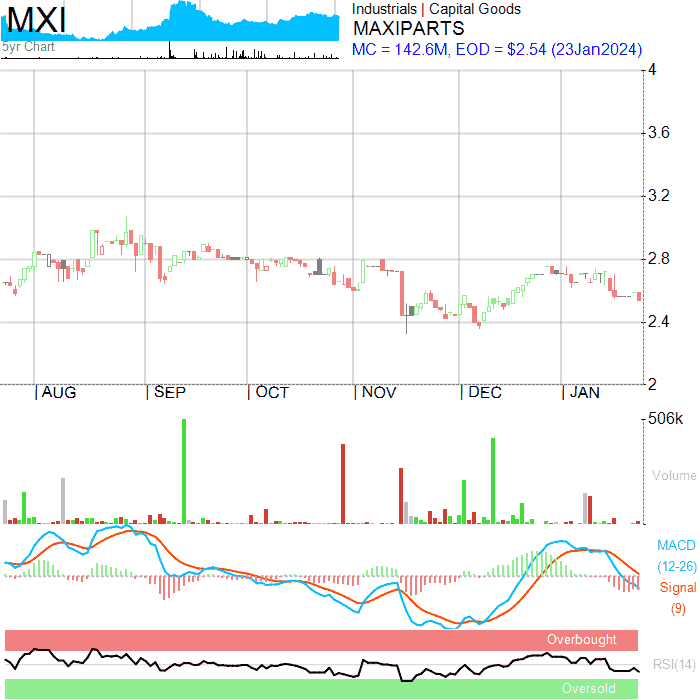 MXI
5yr Chart
Industrials | Capital Goods
MAXIPARTS
MC = 142.6M, EOD = $2.54 (23Jan2024)
4
3.6
3.2
2.8
2.4
2
| AUG | SEP | OCT | NOV | DEC | JAN
506k
Volume
MACD
(12-26)
Signal
(9)
Overbought
RSI(14)
Oversold